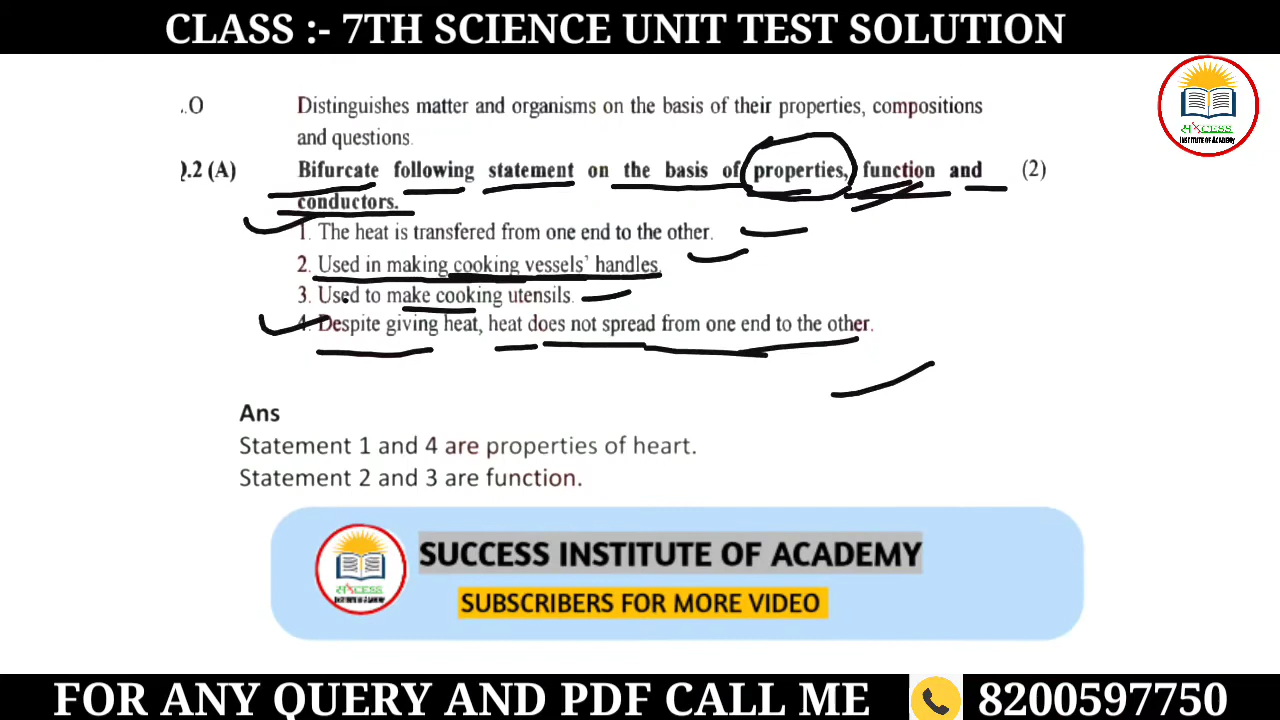 CLASS :- 7TH SCIENCE UNIT TEST SOLUTION
.O Distinguishes matter and organisms on the basis of their properties, compositions
and questions.
.2 (A) Bifurcate following statement on the basis of properties, function and (2)
conductors.
1. The heat is transfered from one end to the other.
2. Used in making cooking vessels' handles.
3. Used to make cooking utensils.
4. Despite giving heat, heat does not spread from one end to the other.
Ans
Statement 1 and 4 are properties of heart.
Statement 2 and 3 are function.
SUCCESS INSTITUTE OF ACADEMY
SUBSCRIBERS FOR MORE VIDEO
FOR ANY QUERY AND PDF CALL ME 8200597750